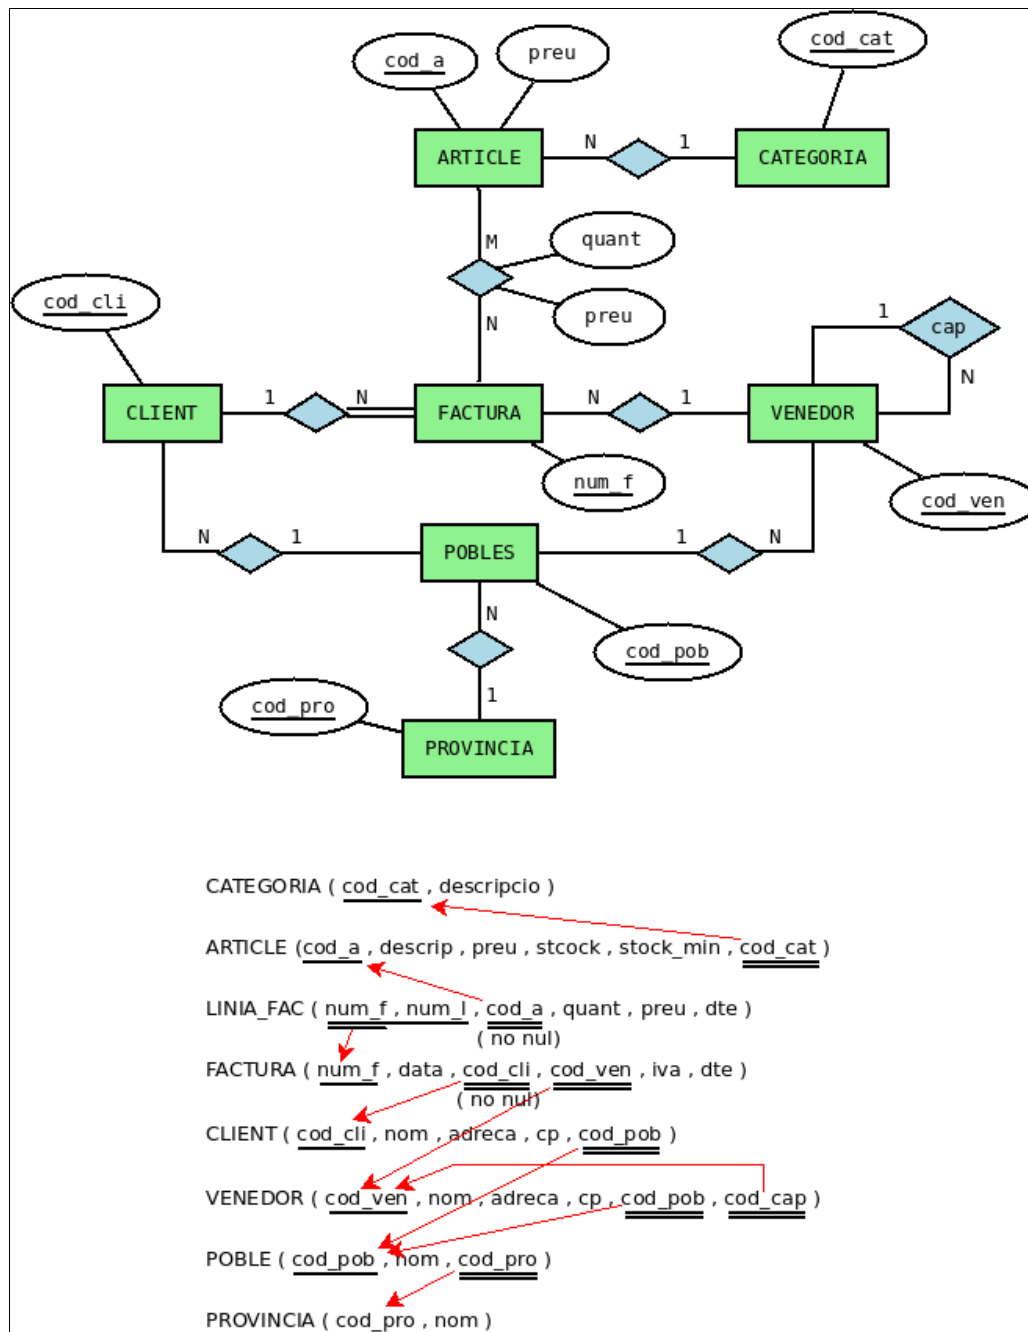 cod_a preu cod_cat
ARTICLE N 1 CATEGORIA
M quant
cod_cli preu
N 1 cap
N
CLIENT 1 N FACTURA N 1 VENEDOR
num_f cod_ven
N 1 POBLES 1 N
N
cod_pob
cod_pro 1
PROVINCIA
CATEGORIA ( cod_cat , descripcio )
ARTICLE (cod_a , descrip , preu , stcock , stock_min , cod_cat )
LINIA_FAC ( num_f , num_l , cod_a , quant , preu , dte )
( no nul)
FACTURA ( num_f , data , cod_cli , cod_ven , iva , dte )
( no nul)
CLIENT ( cod_cli , nom , adreca , cp , cod_pob )
VENEDOR ( cod_ven , nom , adreca , cp , cod_pob , cod_cap )
POBLE ( cod_pob , nom , cod_pro )
PROVINCIA ( cod_pro , nom )